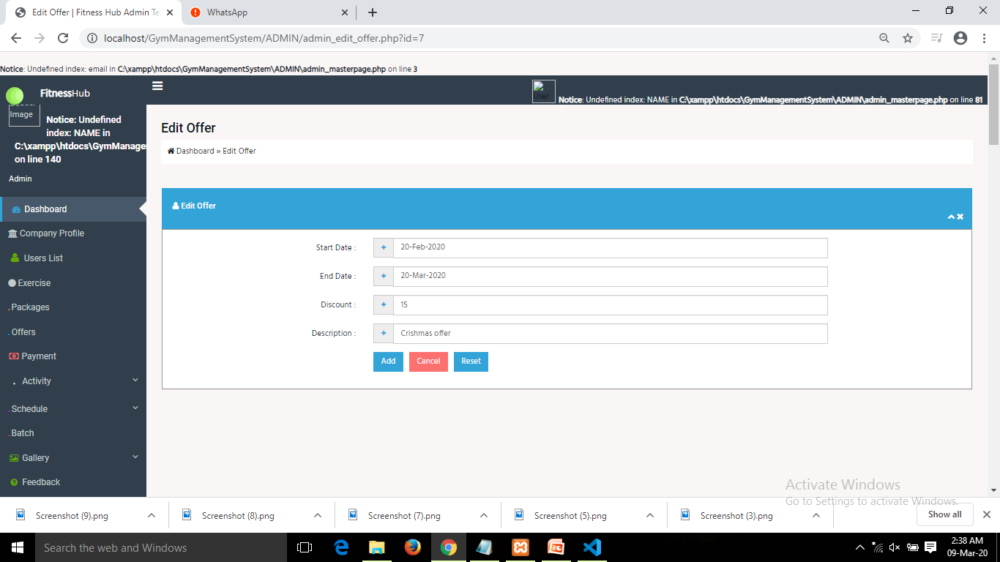 Edit Offer | Fitness Hub Admin Te
WhatsApp
localhost/GymManagementSystem/ADMIN/admin_edit_offer.php?id=7
Notice: Undefined index: email in C:\xampp\htdocs\GymManagementSystem\ADMIN\admin_masterpage.php on line 3
FitnessHub
User
Notice: Undefined index: NAME in C:\xampp\htdocs\GymManagementSystem\ADMIN\admin_masterpage.php on line 81
Image
Notice: Undefined
index: NAME in
C:\xampp\htdocs\GymManage
on line 140
Admin
Dashboard
Company Profile
Users List
Exercise
Packages
Offers
Payment
Activity
Schedule
Batch
Gallery
Feedback
Edit Offer
Dashboard » Edit Offer
Edit Offer
Start Date : + 20-Feb-2020
End Date : + 20-Mar-2020
Discount : + 15
Description : + Crishmas offer
Add Cancel Reset
Activate Windows
Go to Settings to activate Windows.
Screenshot (9).png
Screenshot (8).png
Screenshot (7).png
Screenshot (5).png
Screenshot (3).png
Show all
Search the web and Windows
2:38 AM
09-Mar-20